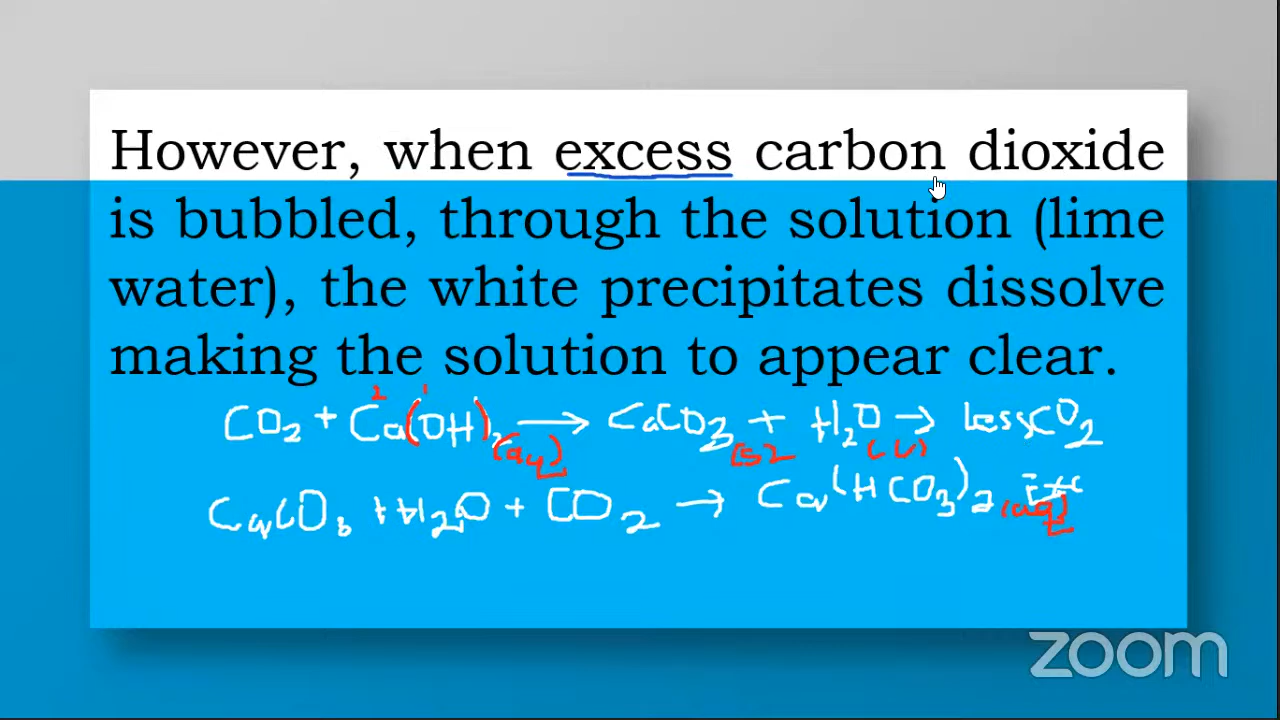 However, when excess carbon dioxide
is bubbled, through the solution (lime
water), the white precipitates dissolve
making the solution to appear clear.
2 1
CO2 + Ca(OH)2 (aq) → CaCO3 (s) + H2O (l) → less CO2
CaCO3 + H2O + CO2 → Ca(HCO3)2 (aq)
zoom